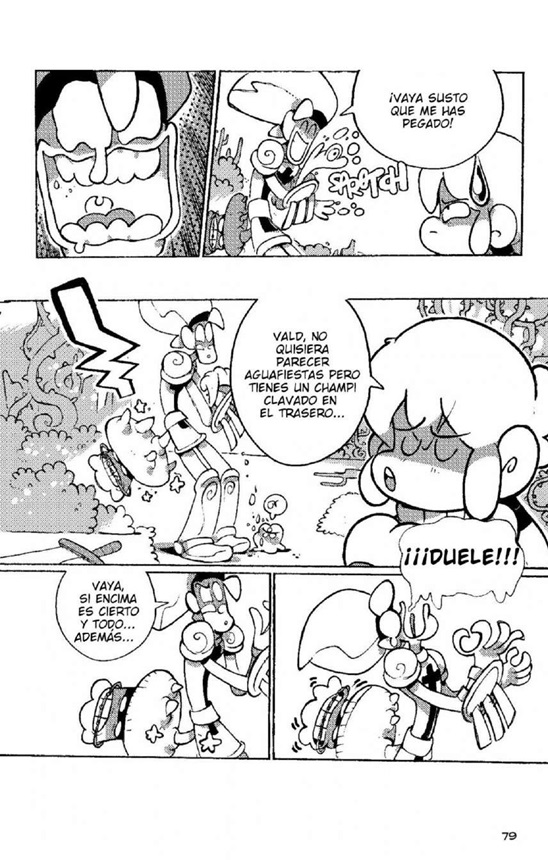 ¡VAYA SUSTO
QUE ME HAS
PEGADO!
SPROTCH
VALD, NO
QUISIERA
PARECER
AGUAFIESTAS PERO
TIENES UN CHAMPI
CLAVADO EN
EL TRASERO...
VAYA,
SI ENCIMA
ES CIERTO
Y TODO...
ADEMÁS...
¡¡¡DUELE!!!
79